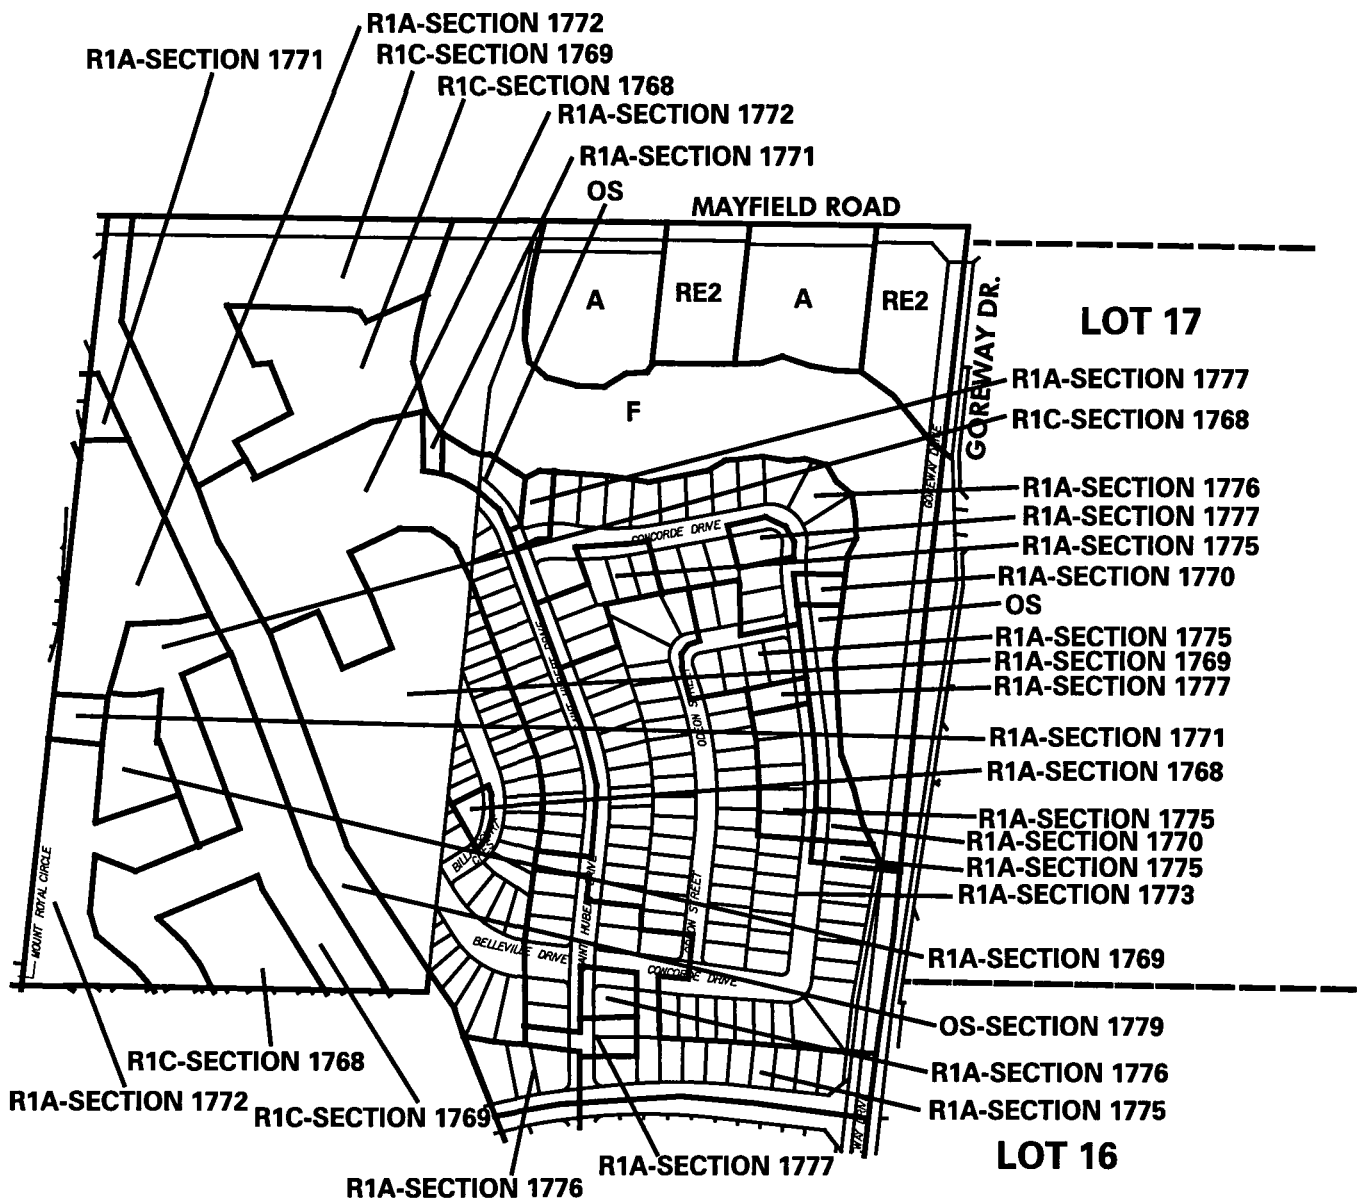 R1A-SECTION 1772
R1C-SECTION 1769
R1A-SECTION 1771
R1C-SECTION 1768
R1A-SECTION 1772
R1A-SECTION 1771
OS
MAYFIELD ROAD
A
RE2
A
RE2
GOREWAY DR.
LOT 17
R1A-SECTION 1777
F
R1C-SECTION 1768
GOREWAY DRIVE
R1A-SECTION 1776
R1A-SECTION 1777
CONCORDE DRIVE
R1A-SECTION 1775
R1A-SECTION 1770
OS
R1A-SECTION 1775
R1A-SECTION 1769
R1A-SECTION 1777
R1A-SECTION 1771
R1A-SECTION 1768
R1A-SECTION 1775
R1A-SECTION 1770
R1A-SECTION 1775
R1A-SECTION 1773
MOUNT ROYAL CIRCLE
STREET
BELLEVILLE DRIVE
R1A-SECTION 1769
CONCORDE DRIVE
OS-SECTION 1779
R1C-SECTION 1768
R1A-SECTION 1776
R1A-SECTION 1772
R1C-SECTION 1769
R1A-SECTION 1775
LOT 16
R1A-SECTION 1777
R1A-SECTION 1776